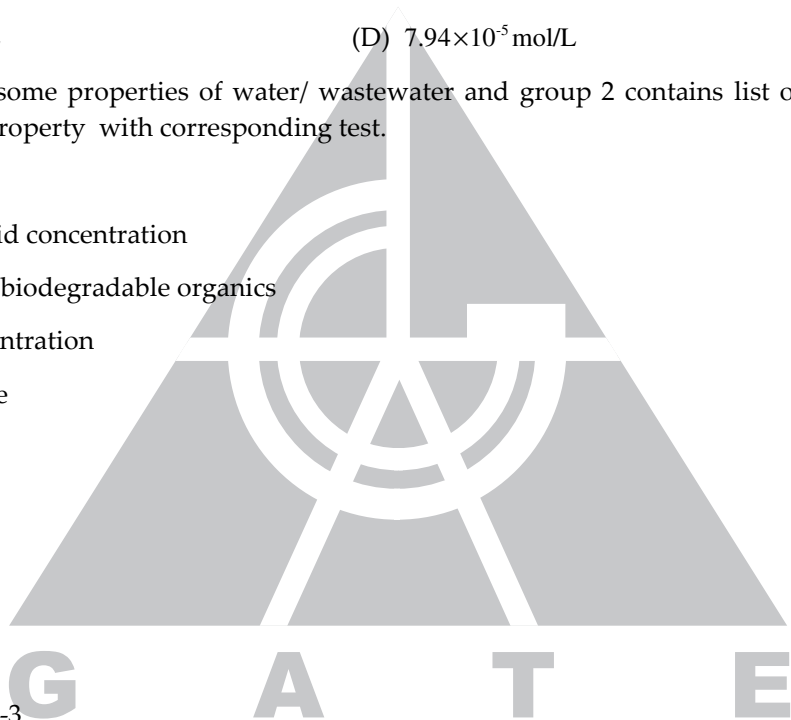 (D) 7.94×10⁻⁵ mol/L
some properties of water/ wastewater and group 2 contains list o
roperty with corresponding test.
id concentration
biodegradable organics
ntration
e
-3
G A T E